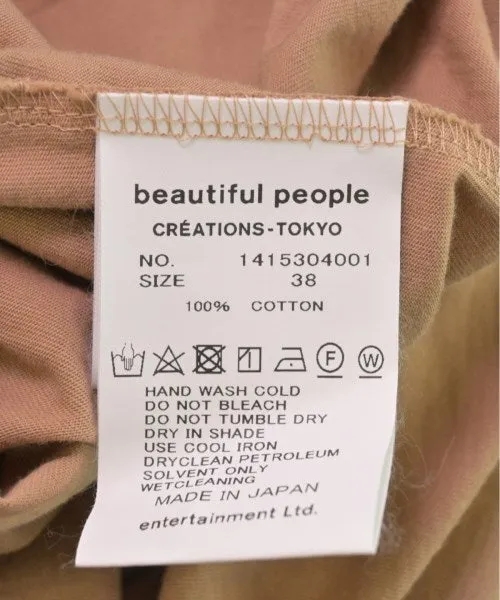 beautiful people
CRÉATIONS-TOKYO
NO. 1415304001
SIZE 38
100% COTTON
F W
HAND WASH COLD
DO NOT BLEACH
DO NOT TUMBLE DRY
DRY IN SHADE
USE COOL IRON
DRYCLEAN PETROLEUM
SOLVENT ONLY
WETCLEANING
MADE IN JAPAN
entertainment Ltd.